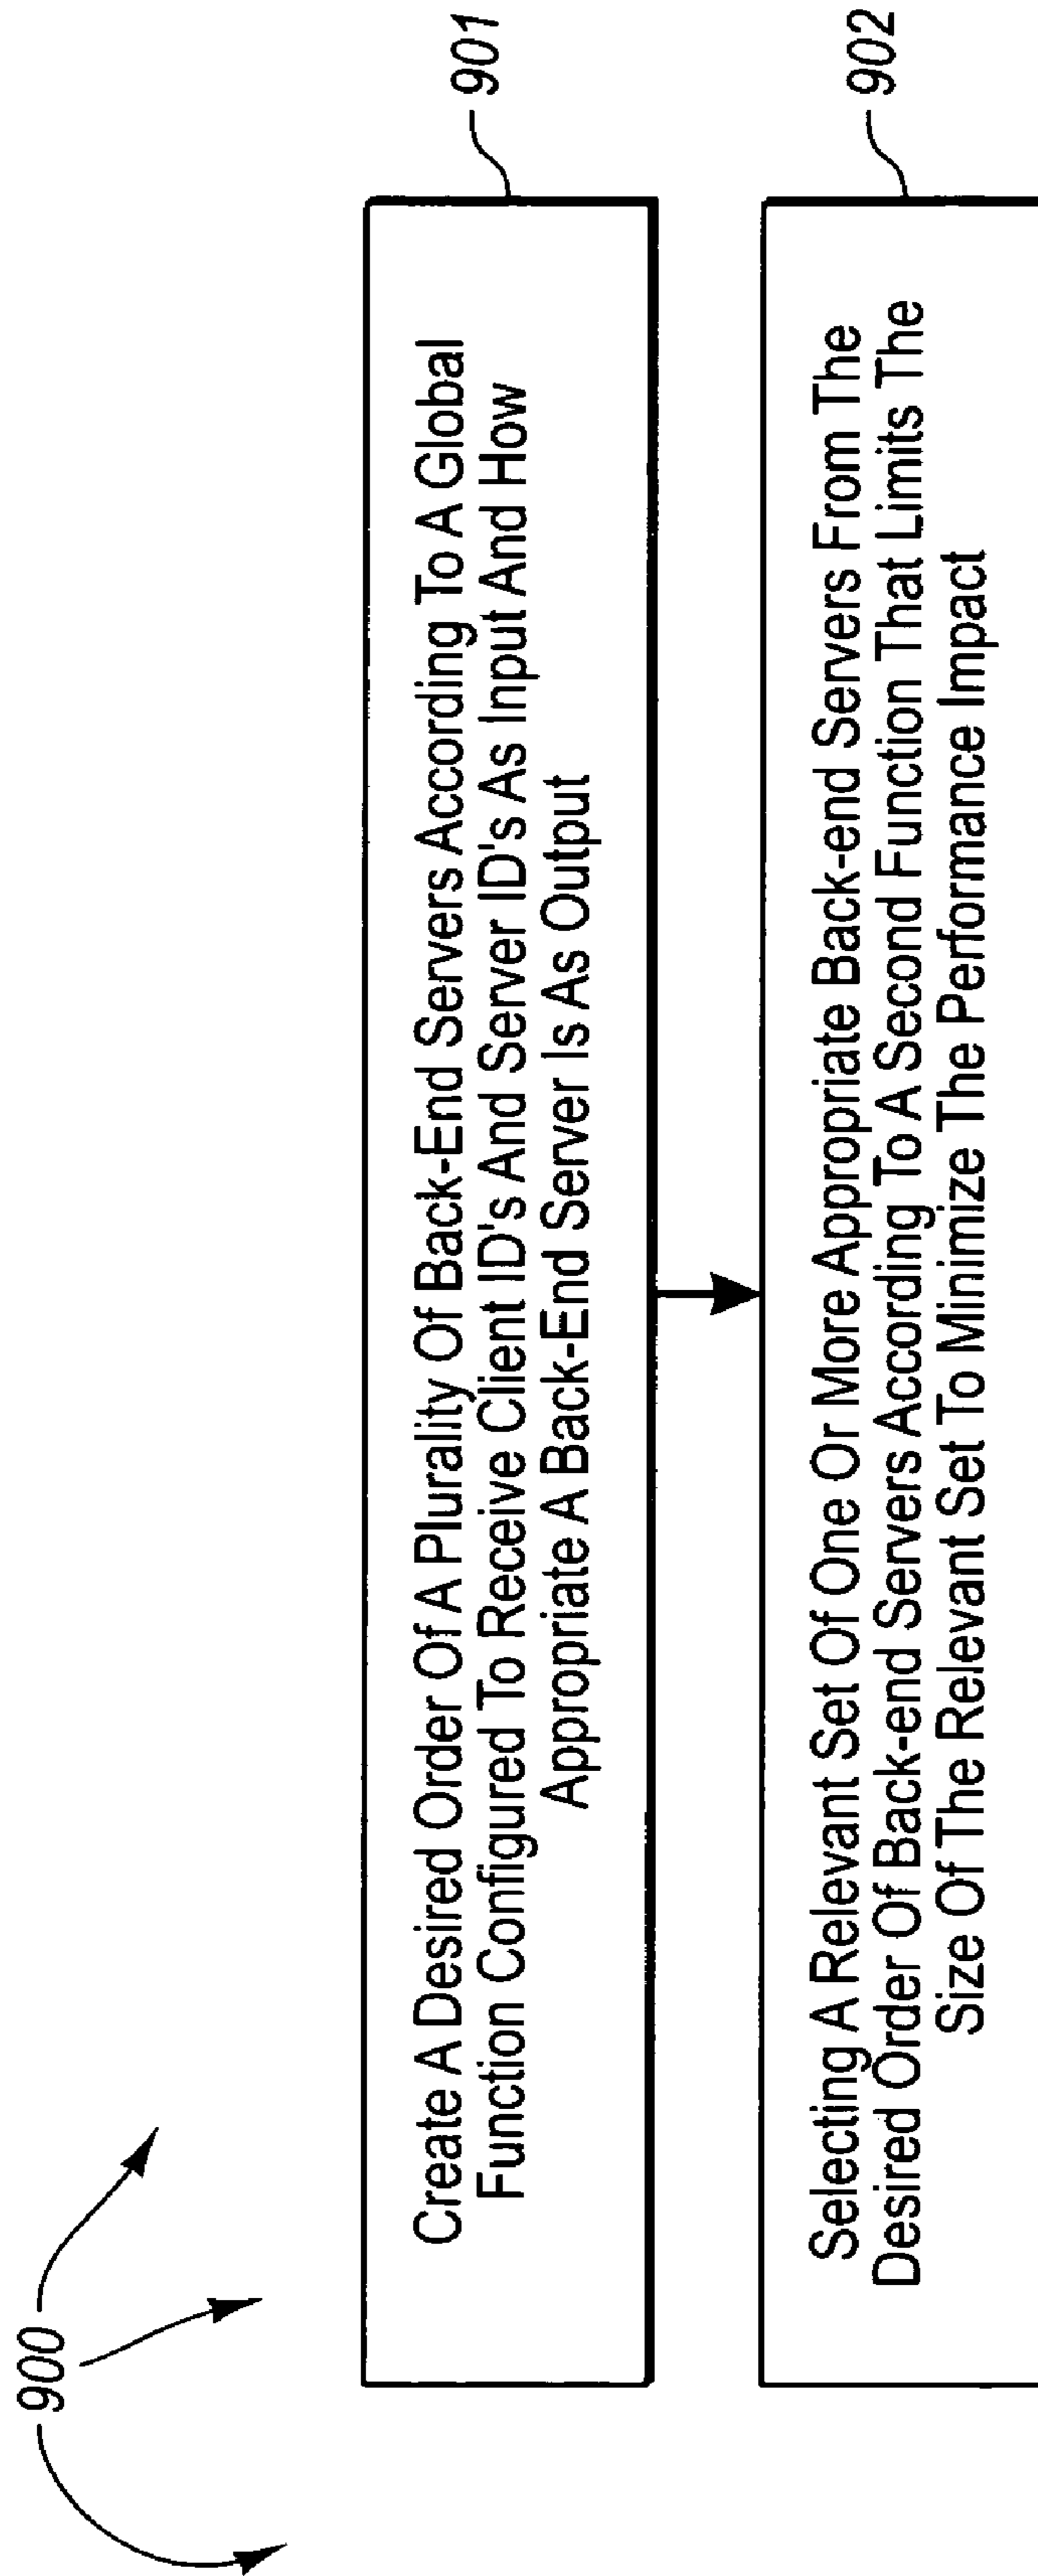 900
901
Create A Desired Order Of A Plurality Of Back-End Servers According To A Global
Function Configured To Receive Client ID's And Server ID's As Input And How
Appropriate A Back-End Server Is As Output
902
Selecting A Relevant Set Of One Or More Appropriate Back-end Servers From The
Desired Order Of Back-end Servers According To A Second Function That Limits The
Size Of The Relevant Set To Minimize The Performance Impact